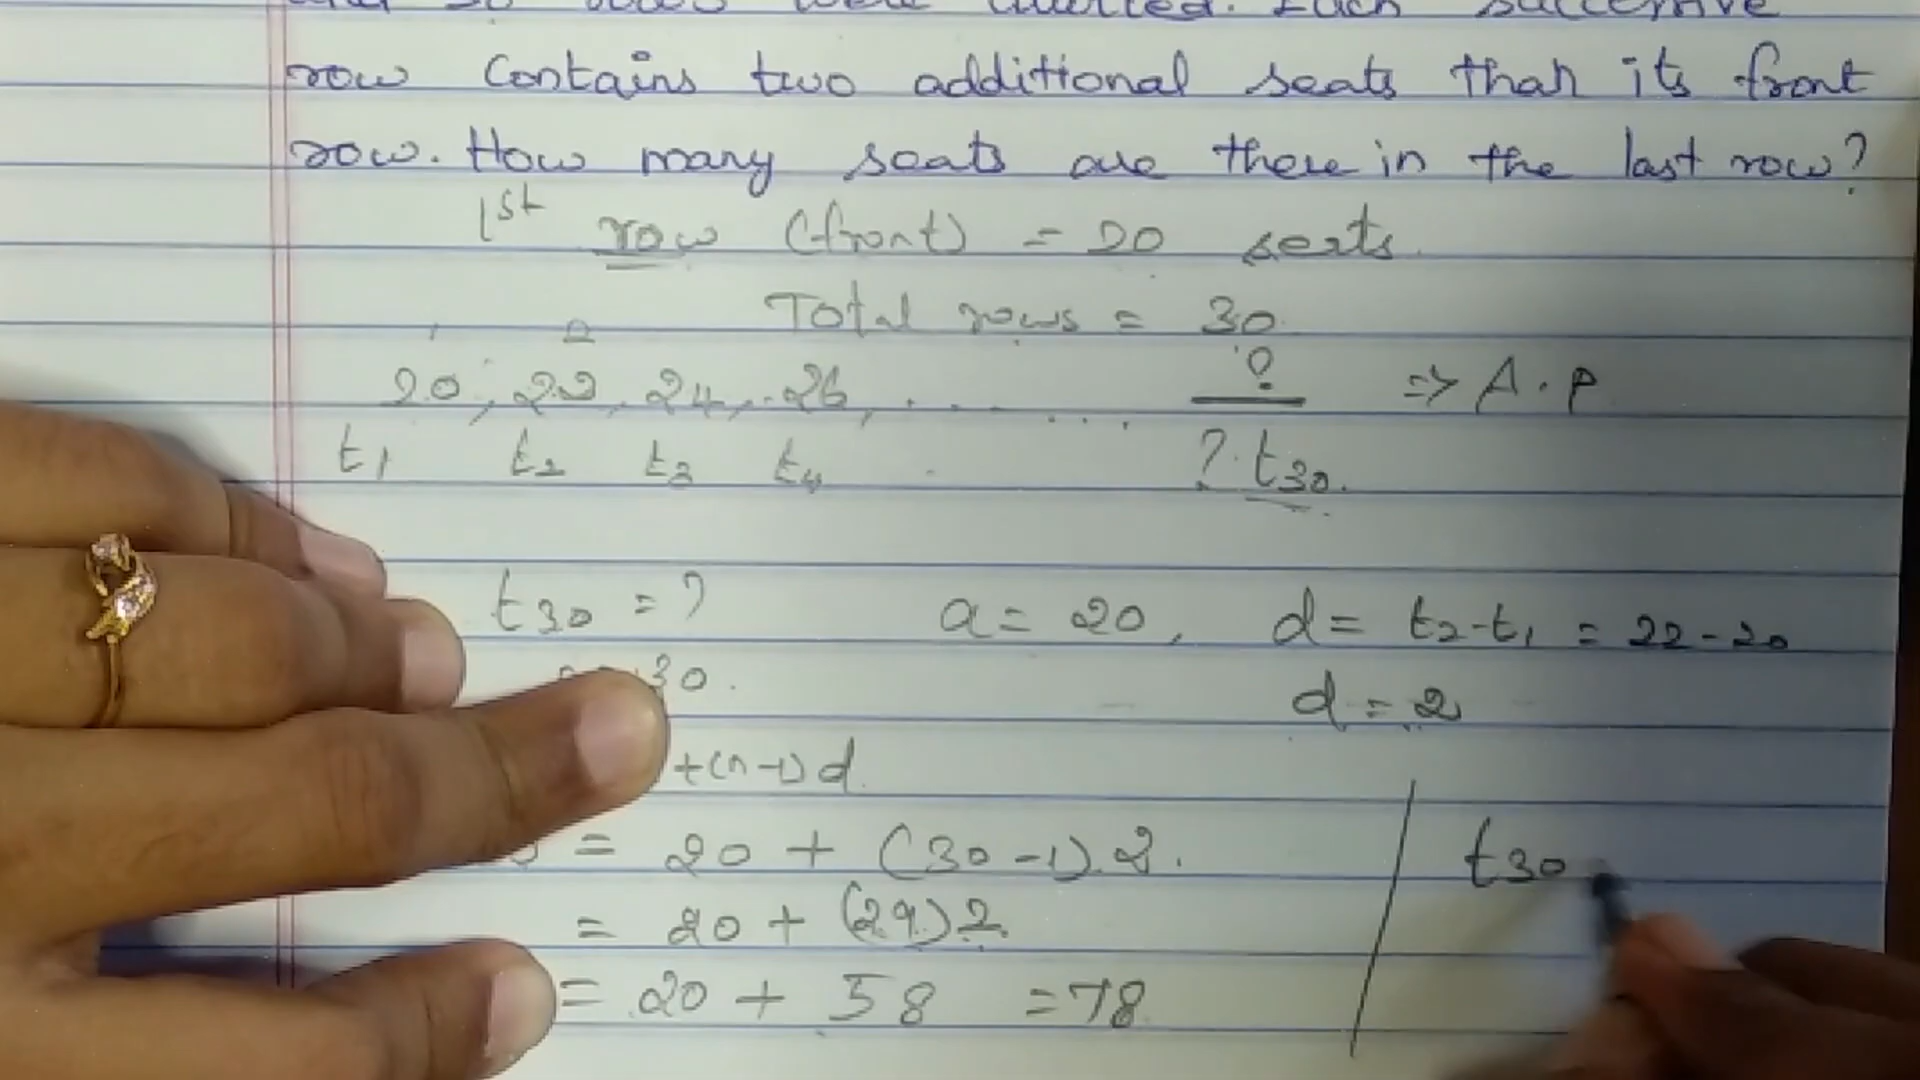 row contains two additional seats than its front
row. How many seats are there in the last row?
1st row (front) = 20 seats.
Total rows = 30
20, 22, 24, 26, ........ ? => A.P
t1 t2 t3 t4 . ? t30.
t30 = ? a = 20, d = t2-t1 = 22-20
30. d = 2
+(n-1)d.
= 20 + (30-1).2. t30
= 20 + (29)2
= 20 + 58 = 78